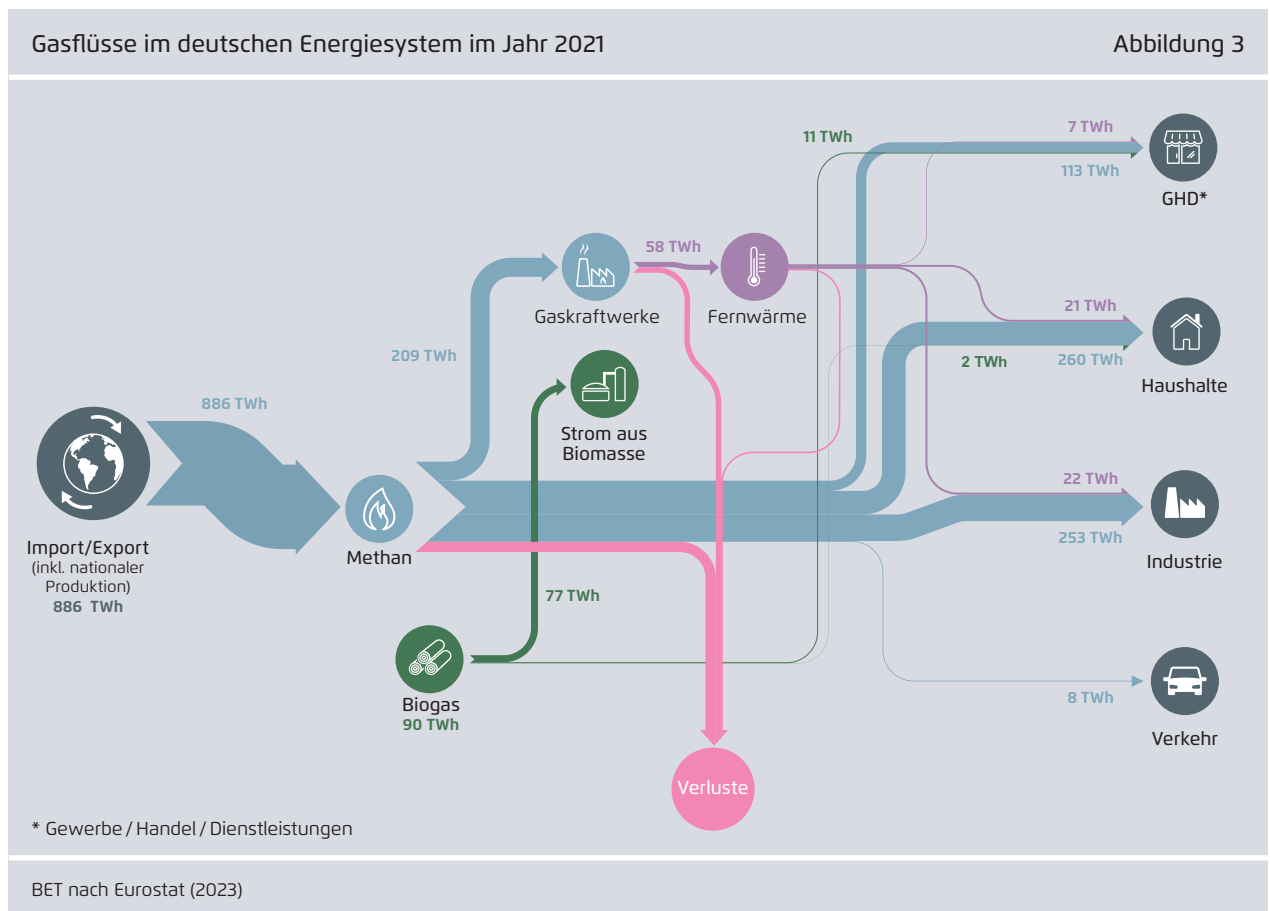 Gasflüsse im deutschen Energiesystem im Jahr 2021
Abbildung 3
11 TWh
7 TWh
113 TWh
GHD*
58 TWh
Gaskraftwerke
Fernwärme
209 TWh
21 TWh
2 TWh
260 TWh
Haushalte
886 TWh
Strom aus
Biomasse
22 TWh
253 TWh
Industrie
Import/Export
(inkl. nationaler
Produktion)
886 TWh
Methan
77 TWh
Biogas
90 TWh
8 TWh
Verkehr
Verluste
* Gewerbe / Handel / Dienstleistungen
BET nach Eurostat (2023)